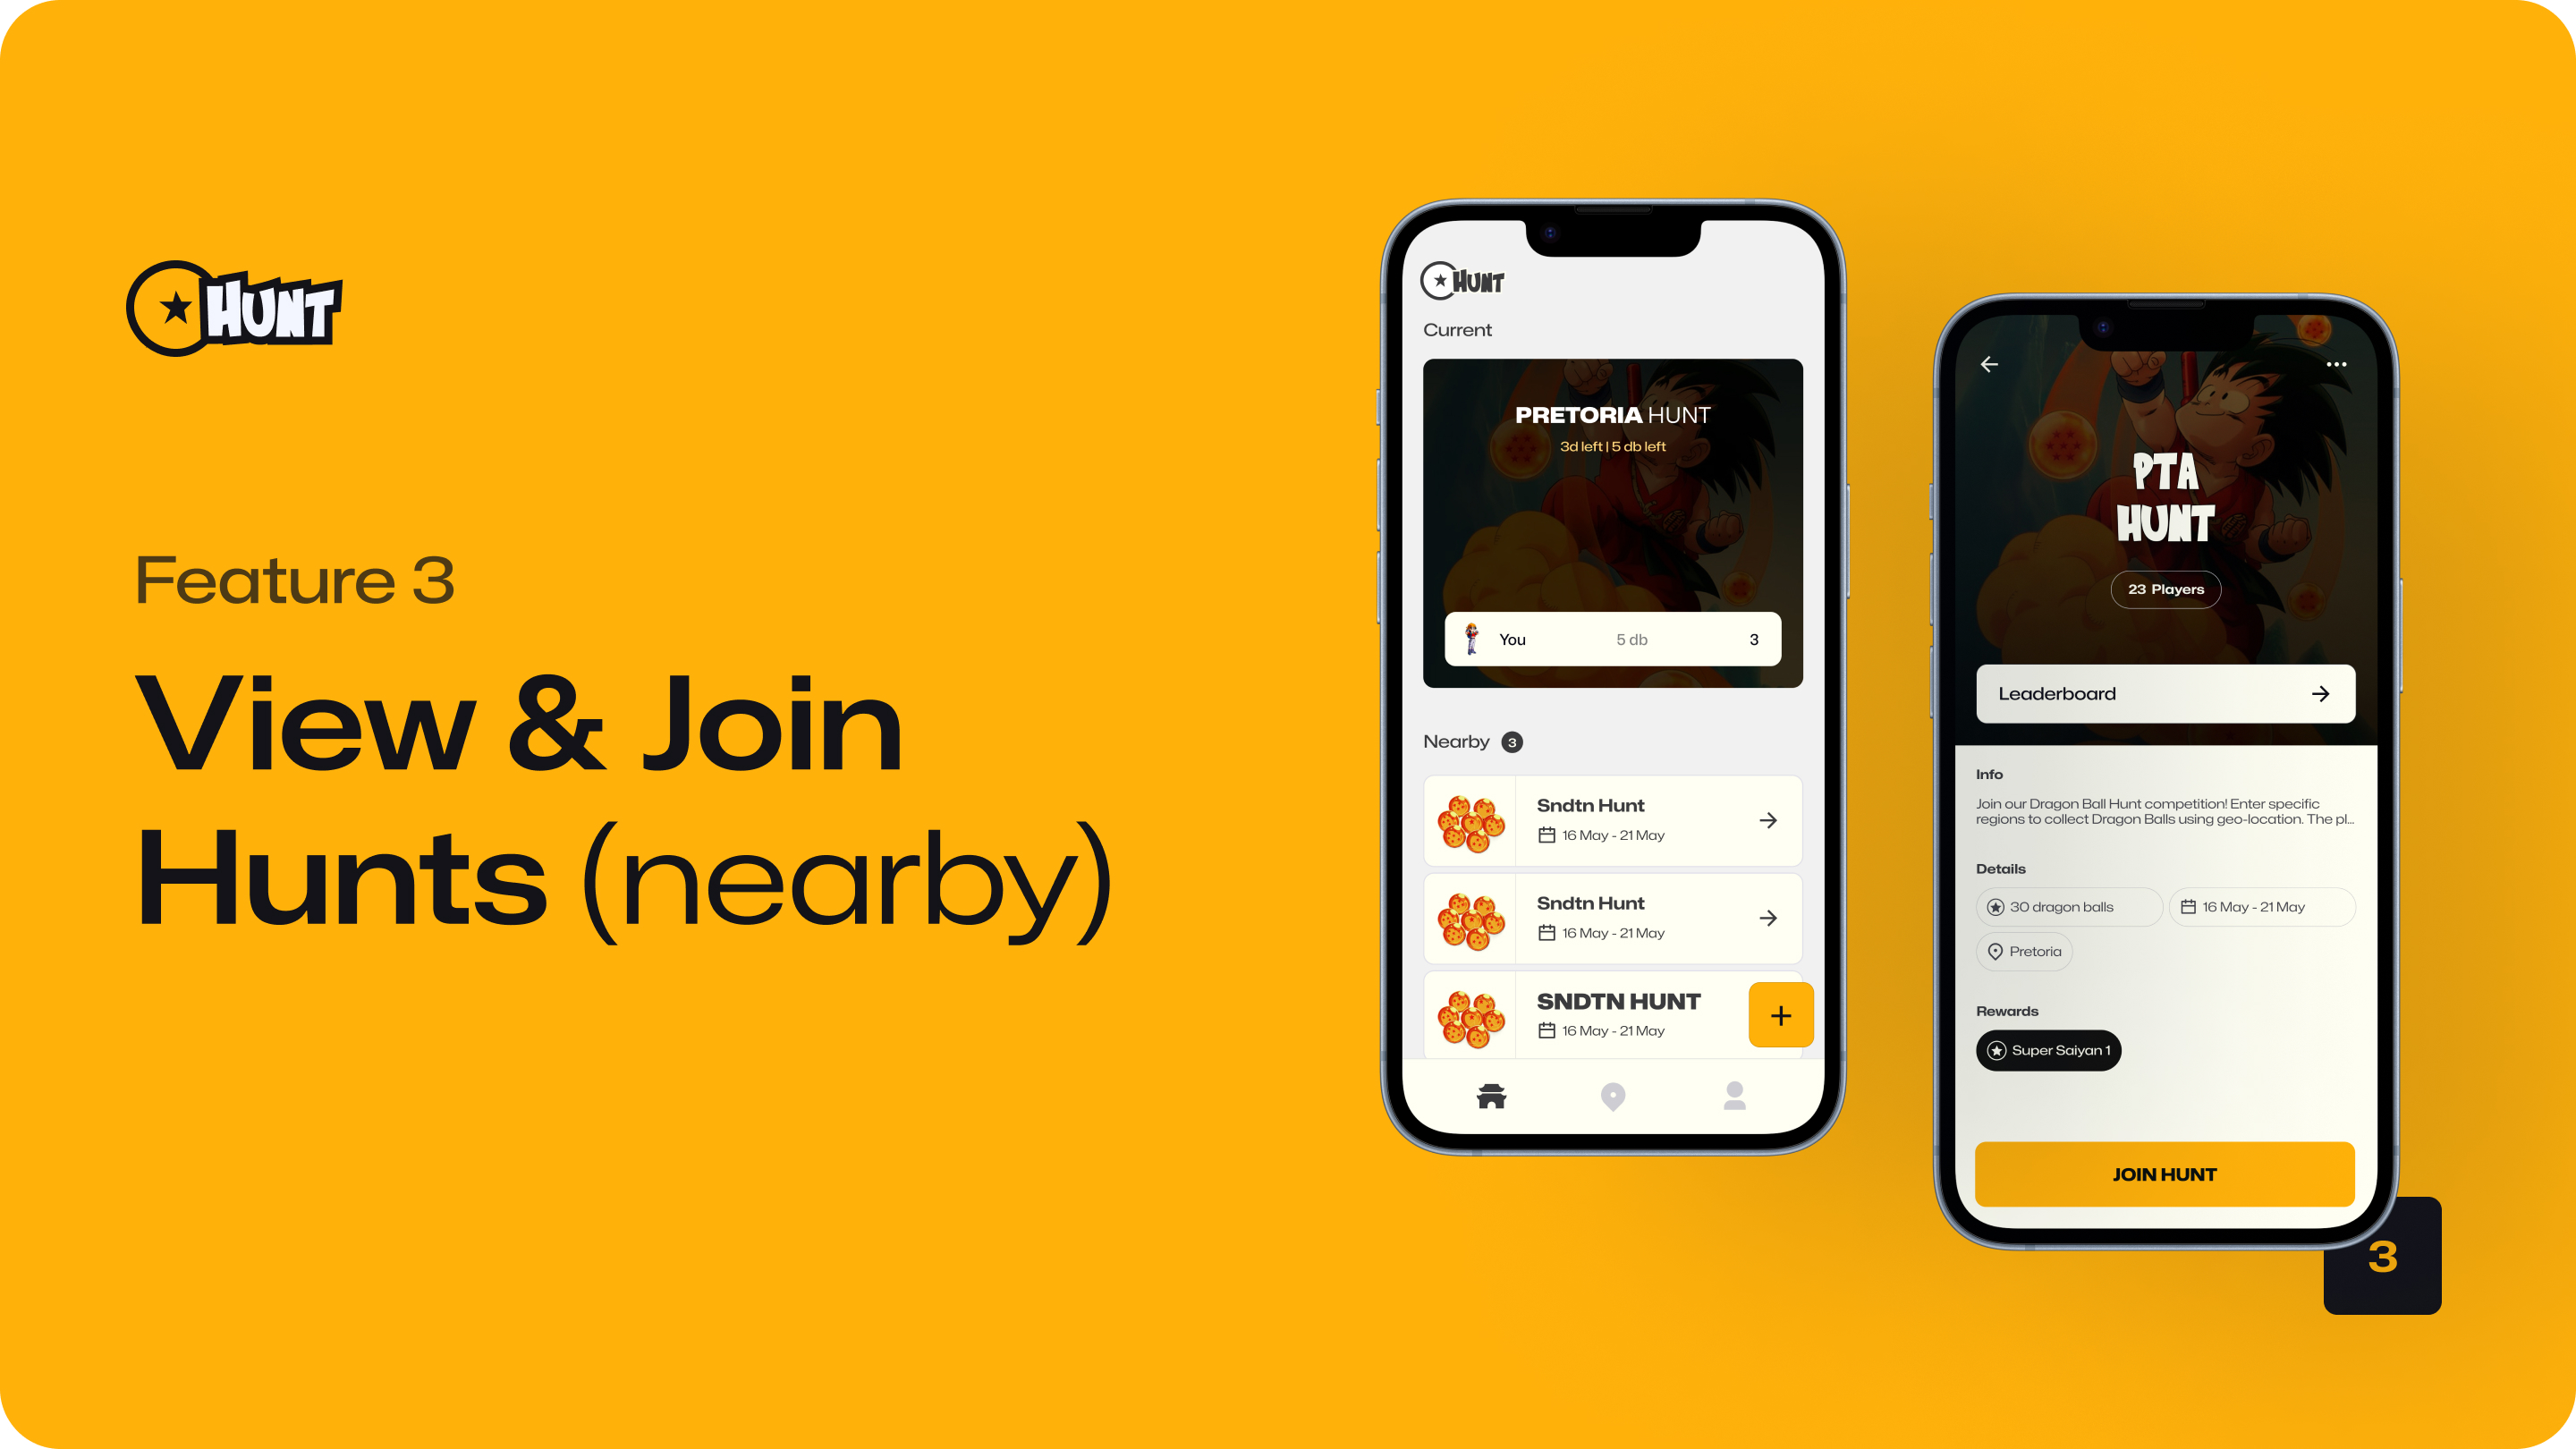 HUNT
Feature 3
View & Join
Hunts (nearby)
HUNT
Current
PRETORIA HUNT
3d left | 5 db left
You 5 db 3
Nearby 3
Sndtn Hunt
16 May - 21 May
Sndtn Hunt
16 May - 21 May
SNDTN HUNT
16 May - 21 May
PTA
HUNT
23 Players
Leaderboard
Info
Join our Dragon Ball Hunt competition! Enter specific
regions to collect Dragon Balls using geo-location. The pl...
Details
30 dragon balls
16 May - 21 May
Pretoria
Rewards
Super Saiyan 1
JOIN HUNT
3